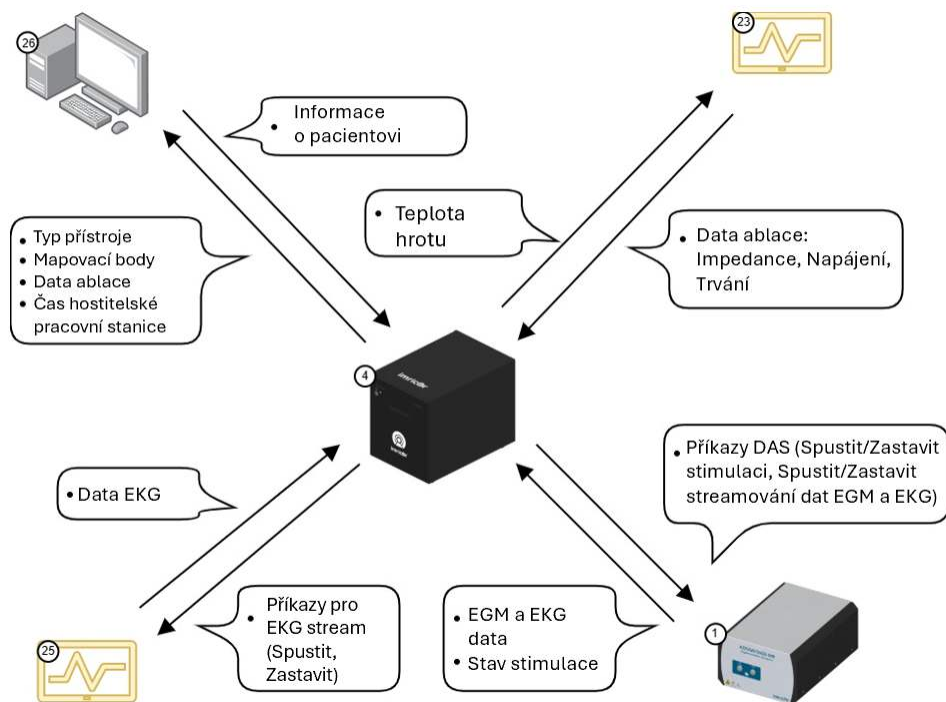 26
23
• Informace
o pacientovi
• Teplota
hrotu
• Typ přístroje
• Mapovací body
• Data ablace
• Čas hostitelské
pracovní stanice
• Data ablace:
Impedance, Napájení,
Trvání
4
imricor
• Příkazy DAS (Spustit/Zastavit
stimulaci, Spustit/Zastavit
streamování dat EGM a EKG)
• Data EKG
• Příkazy pro
EKG stream
(Spustit,
Zastavit)
• EGM a EKG
data
• Stav stimulace
25
1